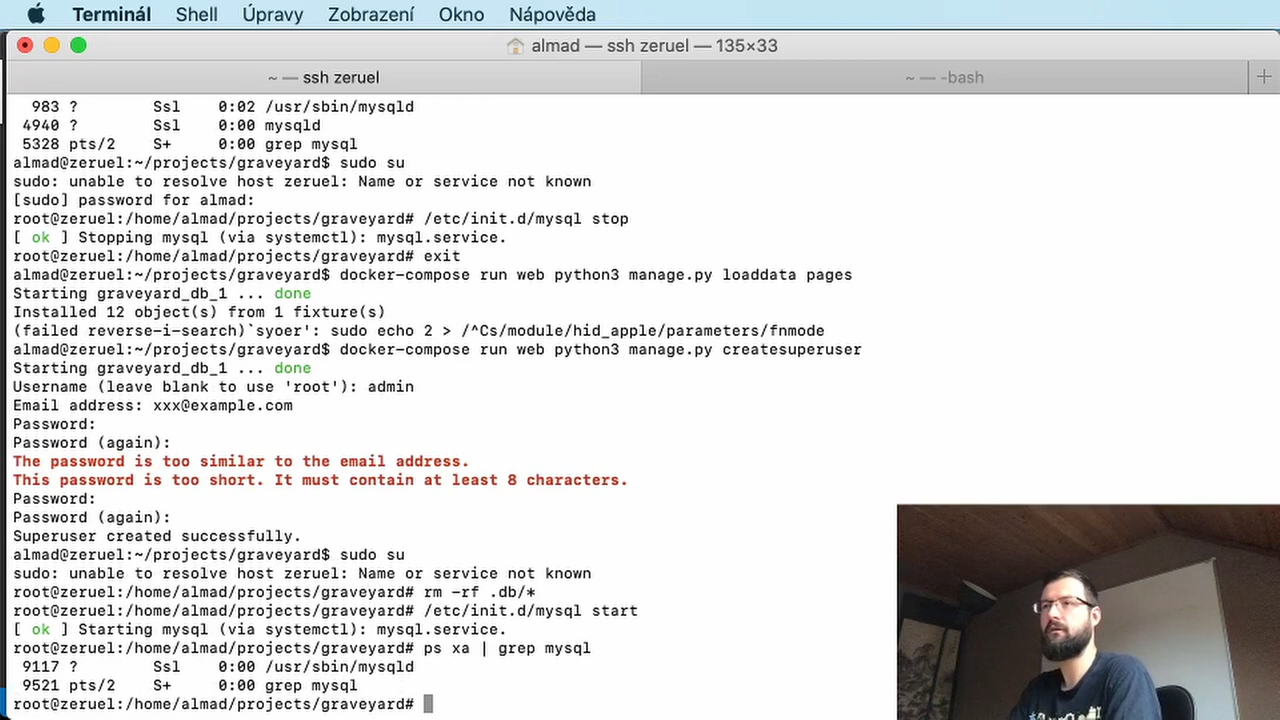 Terminál Shell Úpravy Zobrazení Okno Nápověda
almad — ssh zeruel — 135×33
~ — ssh zeruel
~ — -bash
983 ? Ssl 0:02 /usr/sbin/mysqld
4940 ? Ssl 0:00 mysqld
5328 pts/2 S+ 0:00 grep mysql
almad@zeruel:~/projects/graveyard$ sudo su
sudo: unable to resolve host zeruel: Name or service not known
[sudo] password for almad:
root@zeruel:/home/almad/projects/graveyard# /etc/init.d/mysql stop
[ ok ] Stopping mysql (via systemctl): mysql.service.
root@zeruel:/home/almad/projects/graveyard# exit
almad@zeruel:~/projects/graveyard$ docker-compose run web python3 manage.py loaddata pages
Starting graveyard_db_1 ... done
Installed 12 object(s) from 1 fixture(s)
(failed reverse-i-search)`syoer': sudo echo 2 > /^Cs/module/hid_apple/parameters/fnmode
almad@zeruel:~/projects/graveyard$ docker-compose run web python3 manage.py createsuperuser
Starting graveyard_db_1 ... done
Username (leave blank to use 'root'): admin
Email address: xxx@example.com
Password:
Password (again):
The password is too similar to the email address.
This password is too short. It must contain at least 8 characters.
Password:
Password (again):
Superuser created successfully.
almad@zeruel:~/projects/graveyard$ sudo su
sudo: unable to resolve host zeruel: Name or service not known
root@zeruel:/home/almad/projects/graveyard# rm -rf .db/*
root@zeruel:/home/almad/projects/graveyard# /etc/init.d/mysql start
[ ok ] Starting mysql (via systemctl): mysql.service.
root@zeruel:/home/almad/projects/graveyard# ps xa | grep mysql
9117 ? Ssl 0:00 /usr/sbin/mysqld
9521 pts/2 S+ 0:00 grep mysql
root@zeruel:/home/almad/projects/graveyard#